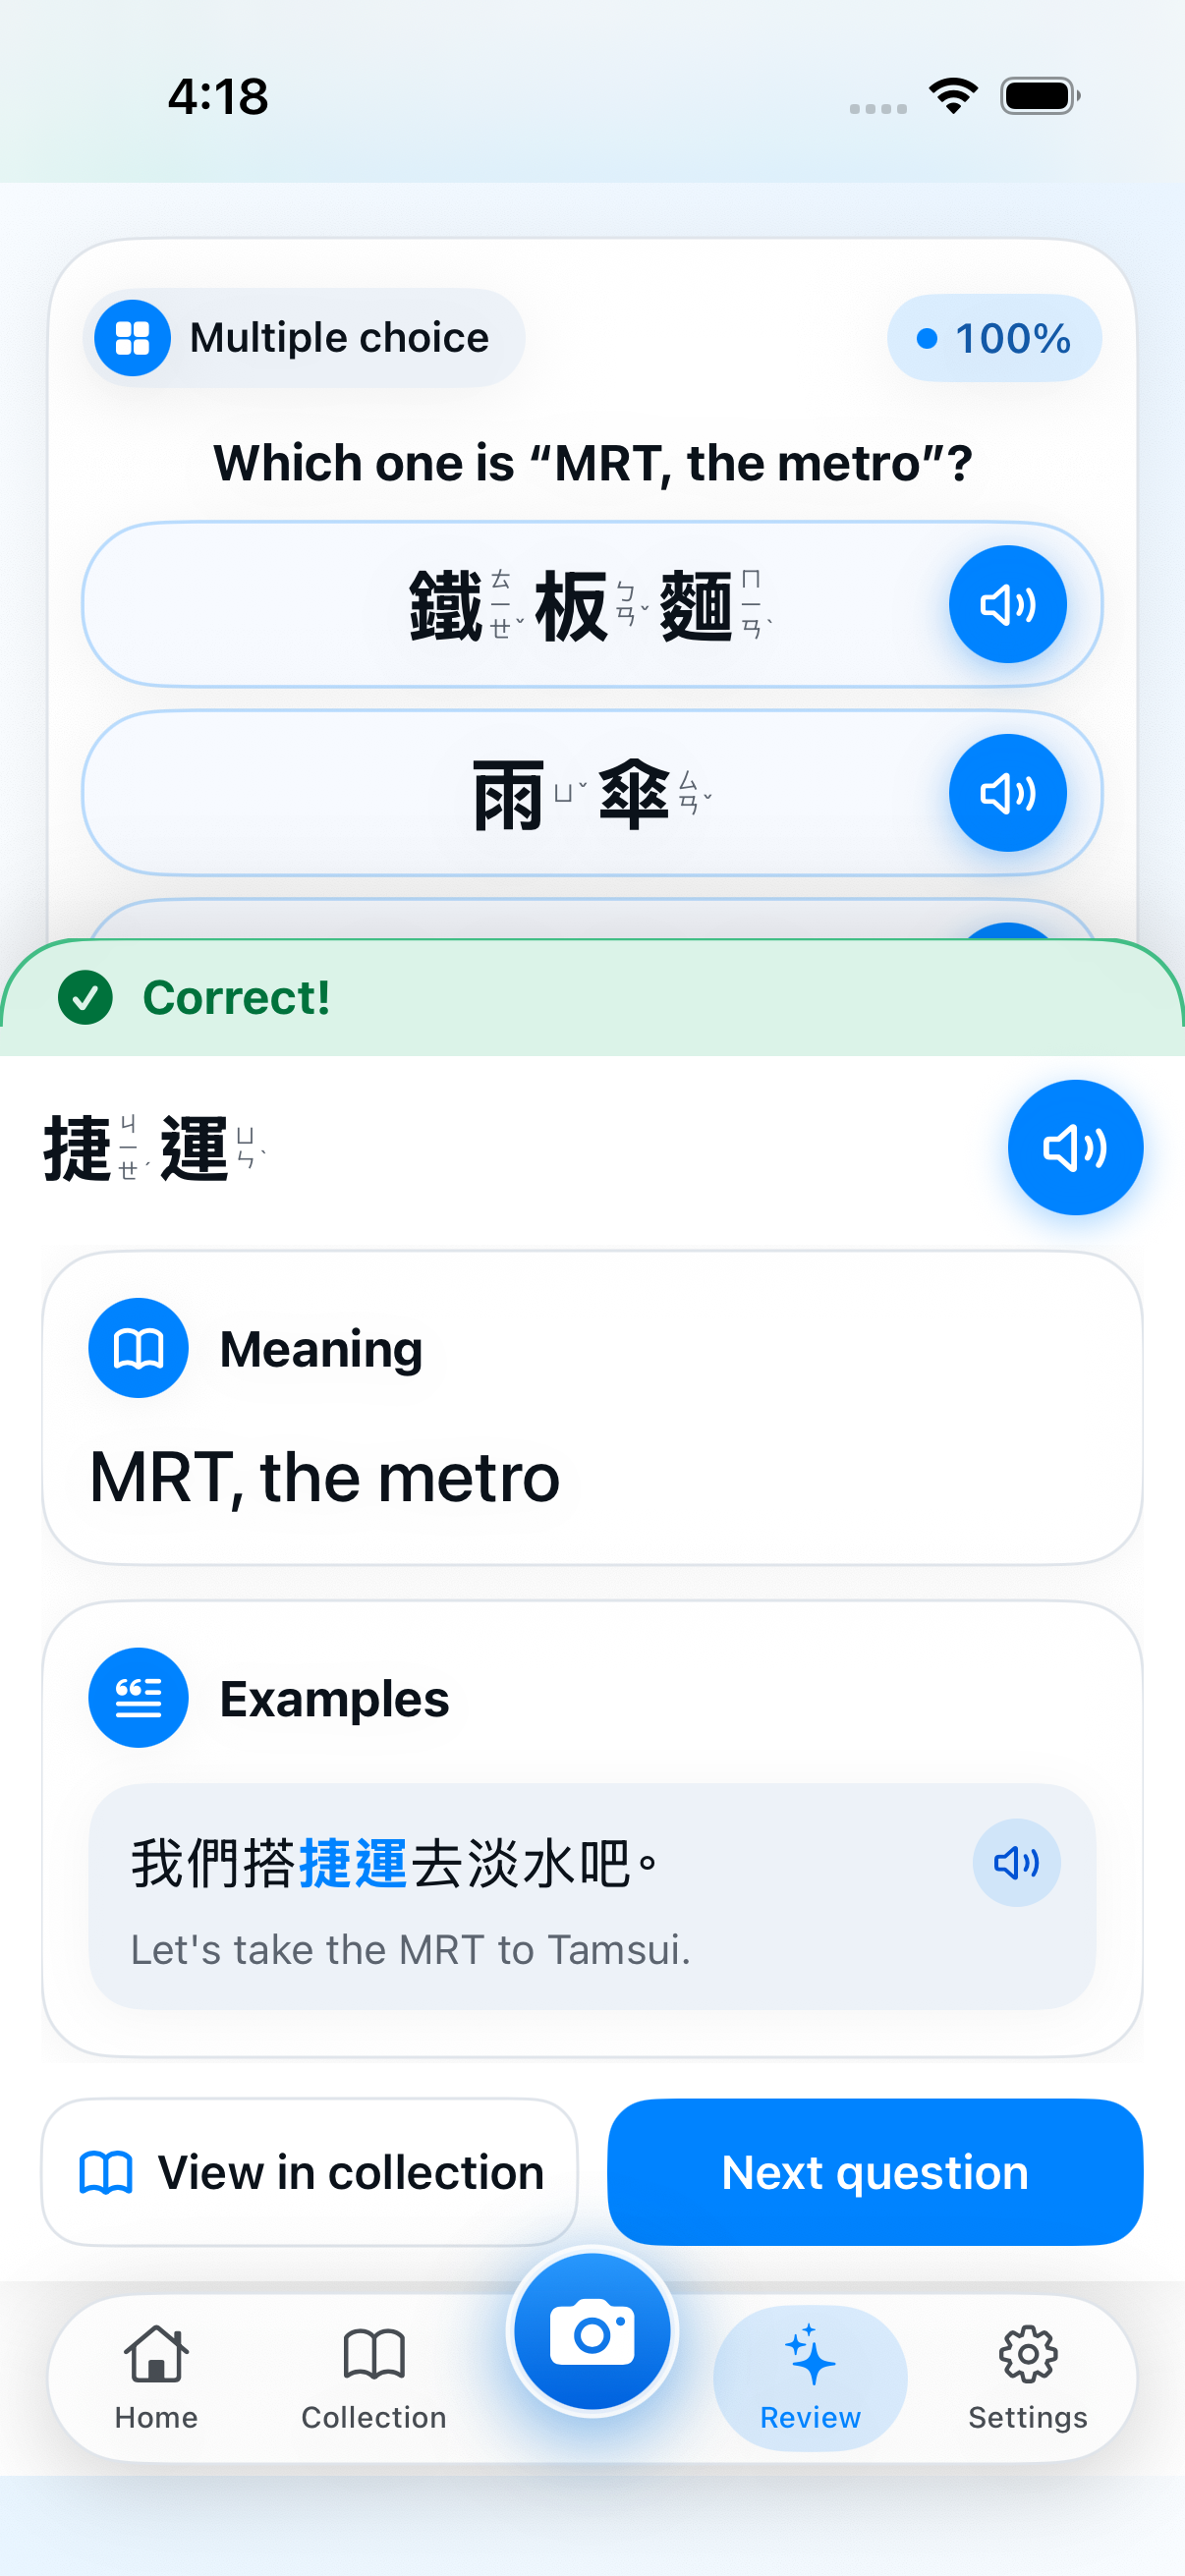 4:18
Multiple choice
100%
Which one is “MRT, the metro”?
鐵ㄊㄧㄝˇ板ㄅㄢˇ麵ㄇㄧㄢˋ
雨ㄩˇ傘ㄙㄢˇ
Correct!
捷ㄐㄧㄝˊ運ㄩㄣˋ
Meaning
MRT, the metro
Examples
我們搭捷運去淡水吧。
Let's take the MRT to Tamsui.
View in collection
Next question
Home
Collection
Review
Settings